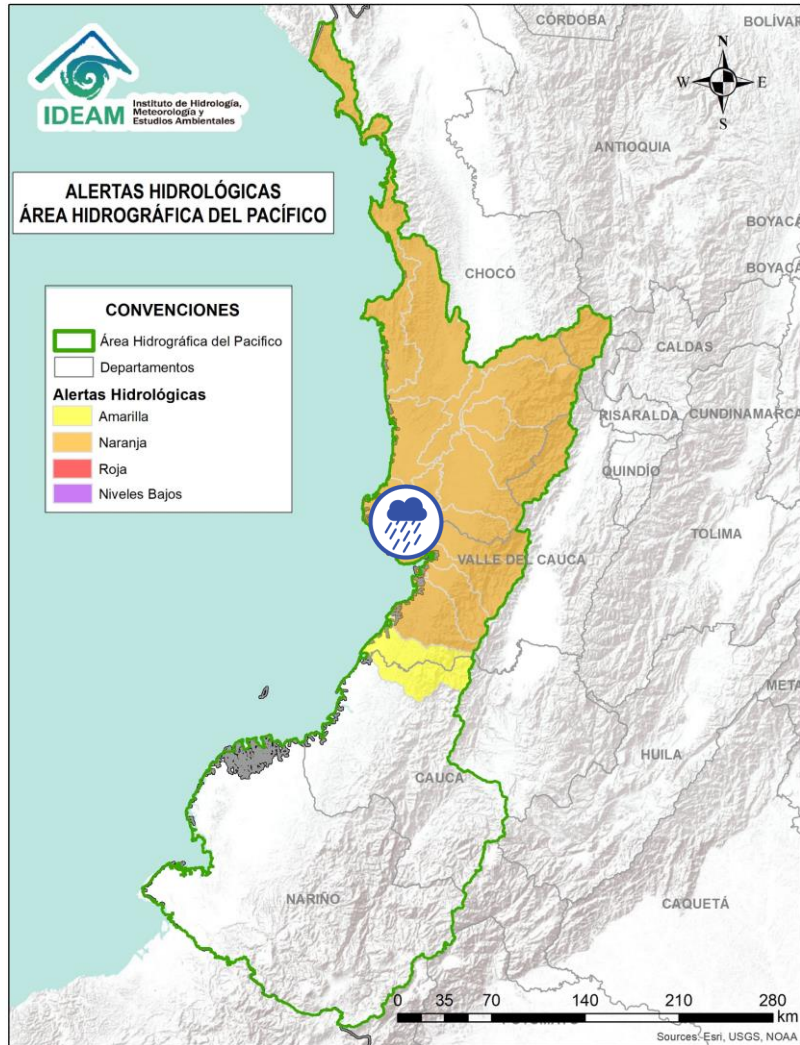 CÓRDOBA
BOLÍVAR
N
W
E
S
IDEAM
Instituto de Hidrología,
Meteorología y
Estudios Ambientales
ANTIOQUIA
ALERTAS HIDROLÓGICAS
ÁREA HIDROGRÁFICA DEL PACÍFICO
BOYACÁ
CHOCÓ
BOYACÁ
CONVENCIONES
Área Hidrográfica del Pacifico
Departamentos
Alertas Hidrológicas
Amarilla
Naranja
Roja
Niveles Bajos
CALDAS
RISARALDA
CUNDINAMARCA
QUINDÍO
TOLIMA
VALLE DEL CAUCA
META
HUILA
CAUCA
NARIÑO
CAQUETÁ
0 35 70 140 210 280
km
Sources: Esri, USGS, NOAA